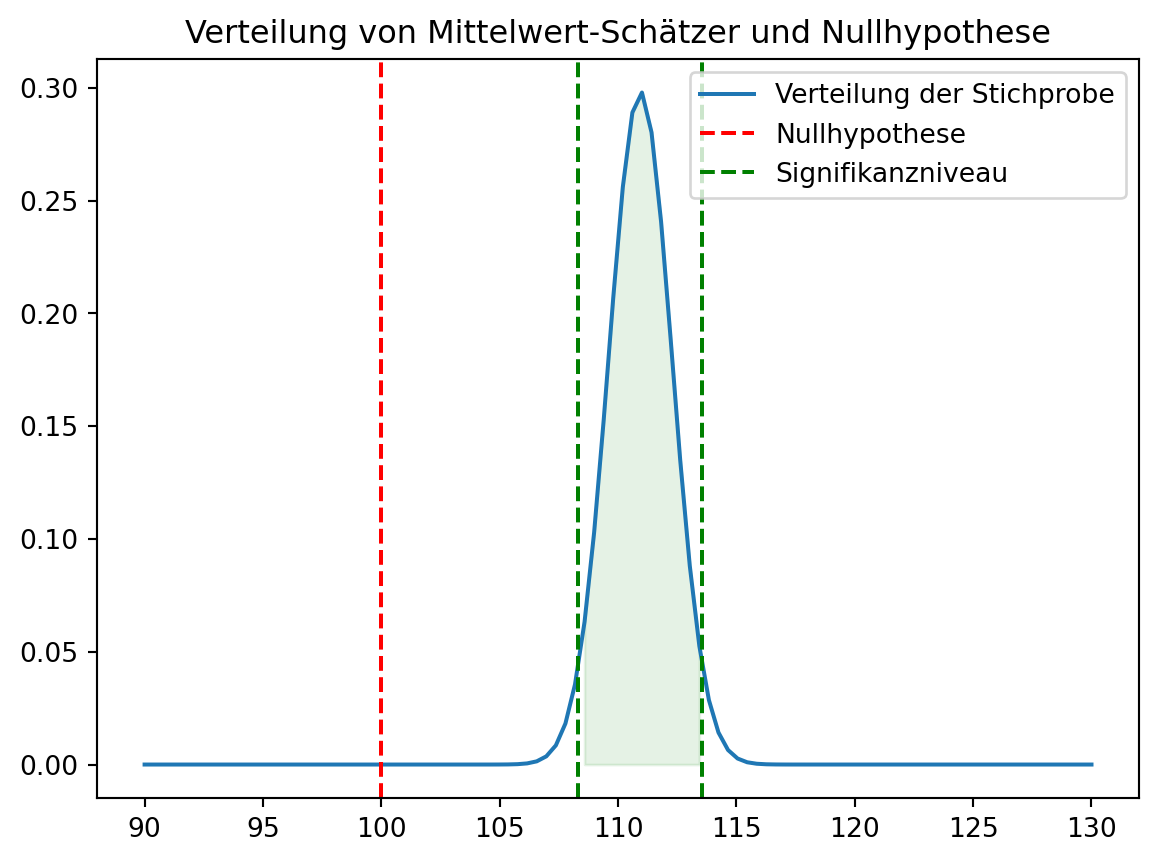 Verteilung von Mittelwert-Schätzer und Nullhypothese
Verteilung der Stichprobe
Nullhypothese
Signifikanzniveau
0.30
0.25
0.20
0.15
0.10
0.05
0.00
90 95 100 105 110 115 120 125 130